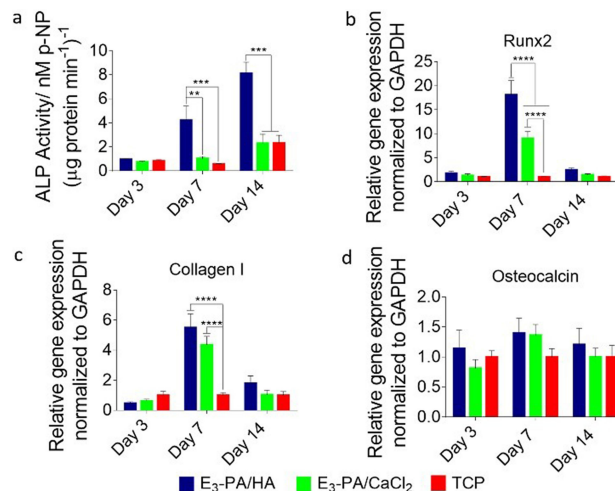 a
ALP Activity/ nM p-NP
(µg protein min⁻¹)⁻¹
10
8
6
4
2
0
***
**
***
Day 3
Day 7
Day 14
b
Runx2
Relative gene expression
normalized to GAPDH
25
20
15
10
5
0
****
****
Day 3
Day 7
Day 14
c
Collagen I
Relative gene expression
normalized to GAPDH
8
6
4
2
0
****
****
Day 3
Day 7
Day 14
d
Osteocalcin
Relative gene expression
normalized to GAPDH
2.0
1.5
1.0
0.5
0.0
Day 3
Day 7
Day 14
E₃-PA/HA E₃-PA/CaCl₂ TCP